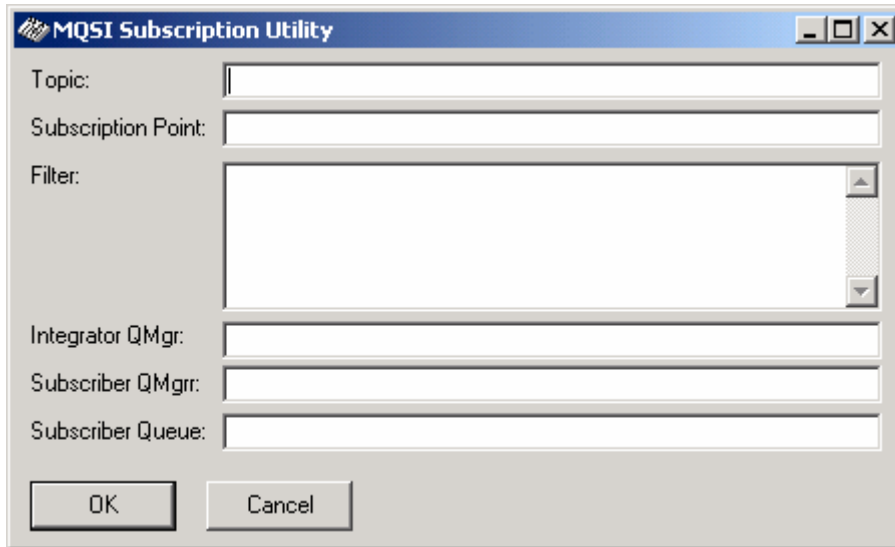 MQSI Subscription Utility
Topic:
Subscription Point:
Filter:
Integrator QMgr:
Subscriber QMgrr:
Subscriber Queue:
OK Cancel